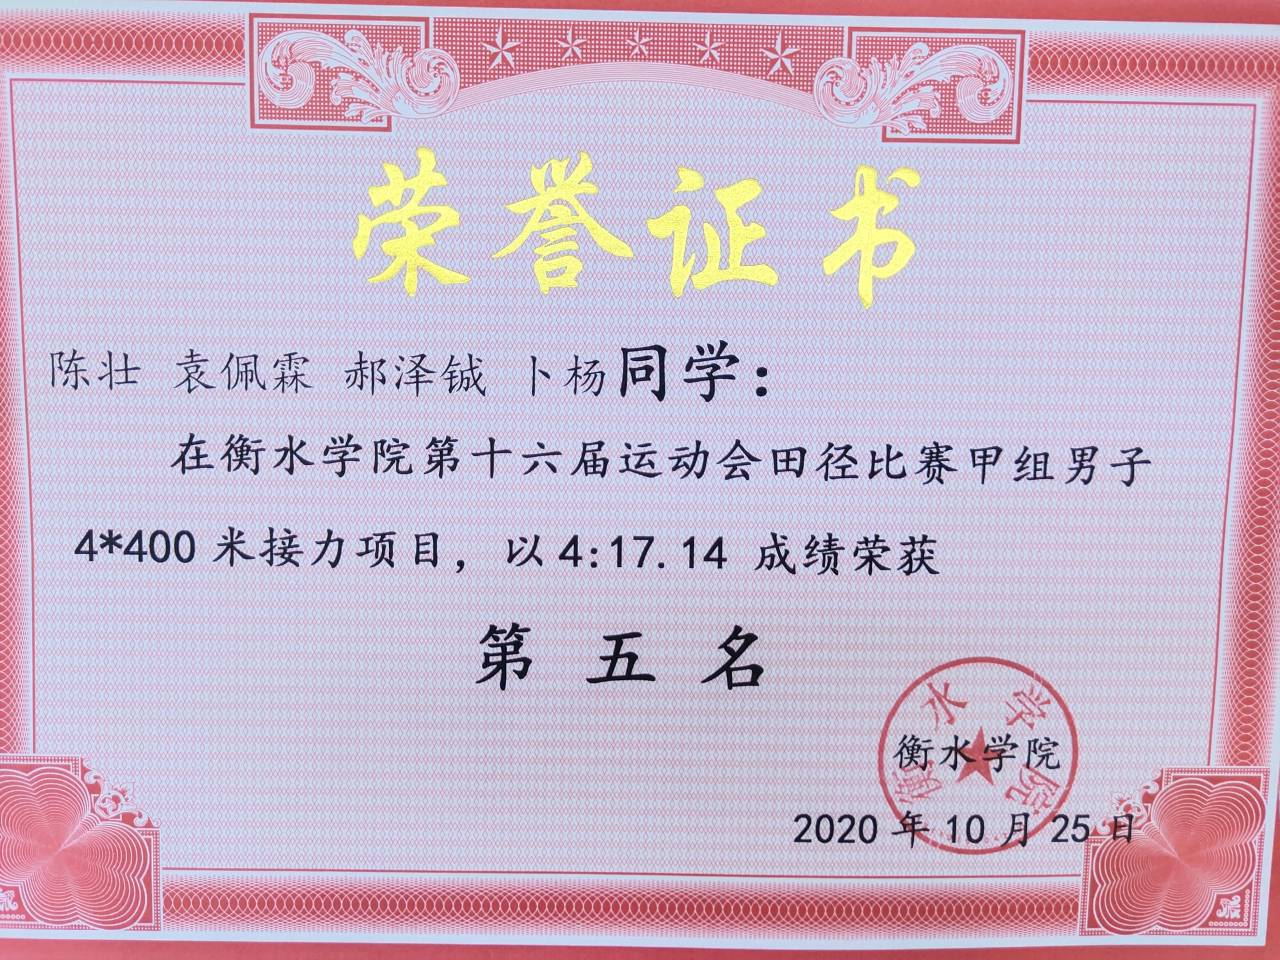 荣誉证书
陈壮 袁佩霖 郝泽铖 卜杨同学：
在衡水学院第十六届运动会田径比赛甲组男子
4*400米接力项目，以4:17.14 成绩荣获
第五名
衡水学院
衡水学院
2020年10月25日